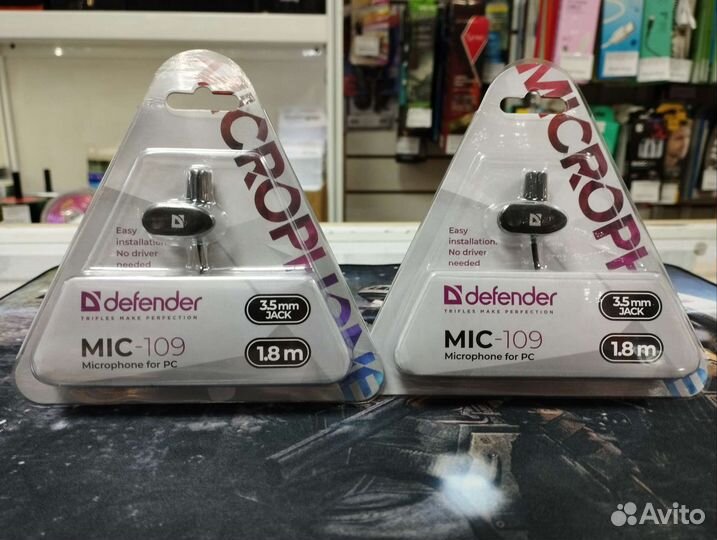 MICROPHONE
Easy
installation.
No driver
needed
defender
TRIFLES MAKE PERFECTION
3.5mm
JACK
MIC-109
Microphone for PC
1.8 m
MICROPH
Easy
installation.
No driver
needed
defender
TRIFLES MAKE PERFECTION
3.5mm
JACK
MIC-109
Microphone for PC
1.8 m
Avito